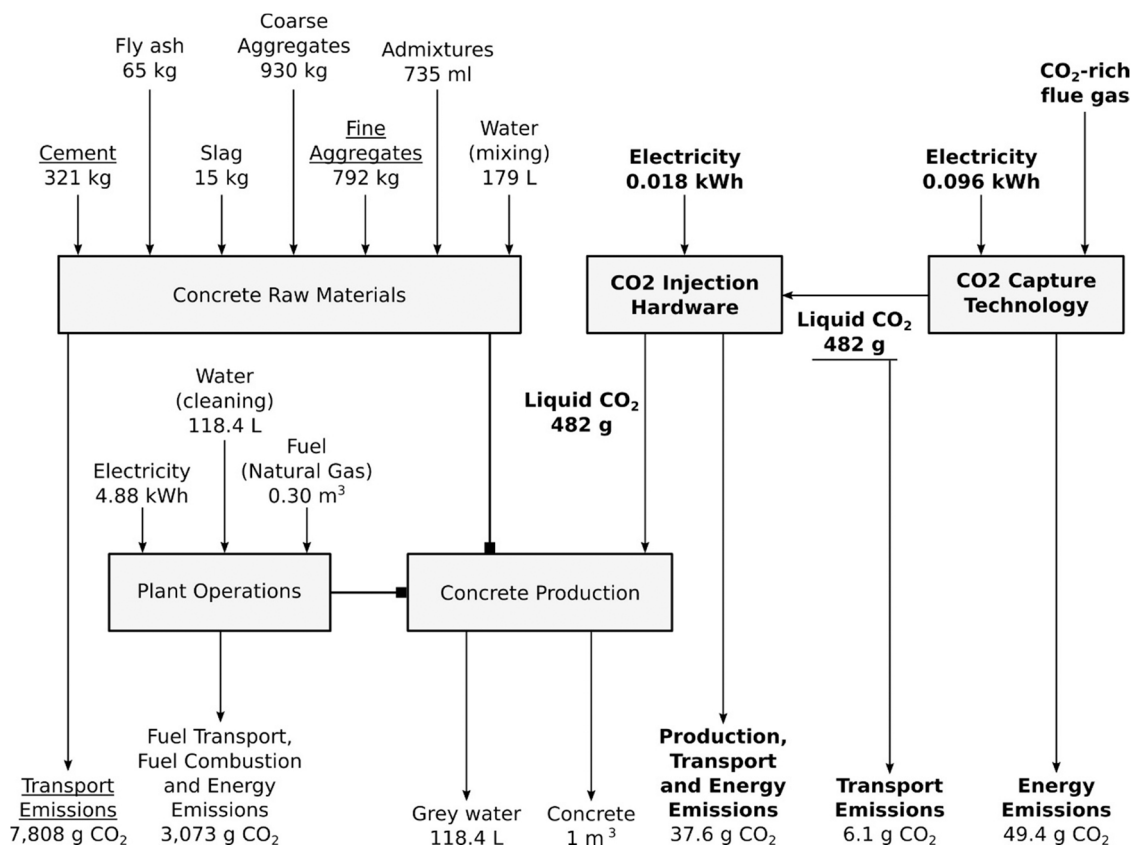 Fly ash
65 kg
Coarse
Aggregates
930 kg
Admixtures
735 ml
Cement
321 kg
Slag
15 kg
Fine
Aggregates
792 kg
Water
(mixing)
179 L
Electricity
0.018 kWh
Electricity
0.096 kWh
CO₂-rich
flue gas
Concrete Raw Materials
CO2 Injection
Hardware
CO2 Capture
Technology
Liquid CO₂
482 g
Liquid CO₂
482 g
Water
(cleaning)
118.4 L
Electricity
4.88 kWh
Fuel
(Natural Gas)
0.30 m³
Plant Operations
Concrete Production
Transport
Emissions
7,808 g CO₂
Fuel Transport,
Fuel Combustion
and Energy
Emissions
3,073 g CO₂
Grey water
118.4 L
Concrete
1 m³
Production,
Transport
and Energy
Emissions
37.6 g CO₂
Transport
Emissions
6.1 g CO₂
Energy
Emissions
49.4 g CO₂